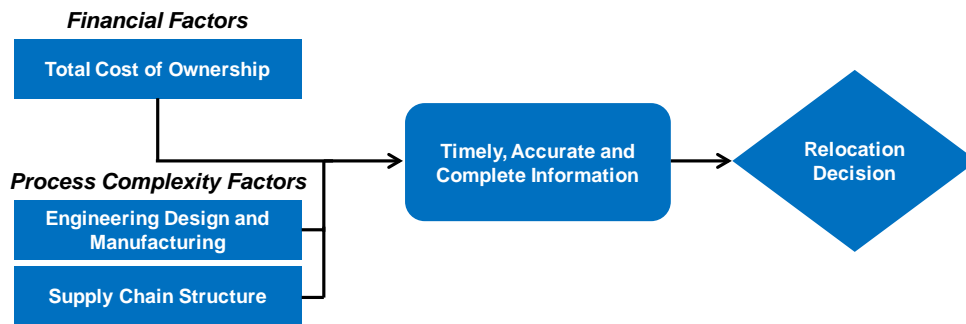 Financial Factors
Total Cost of Ownership
Process Complexity Factors
Engineering Design and
Manufacturing
Supply Chain Structure
Timely, Accurate and
Complete Information
Relocation
Decision